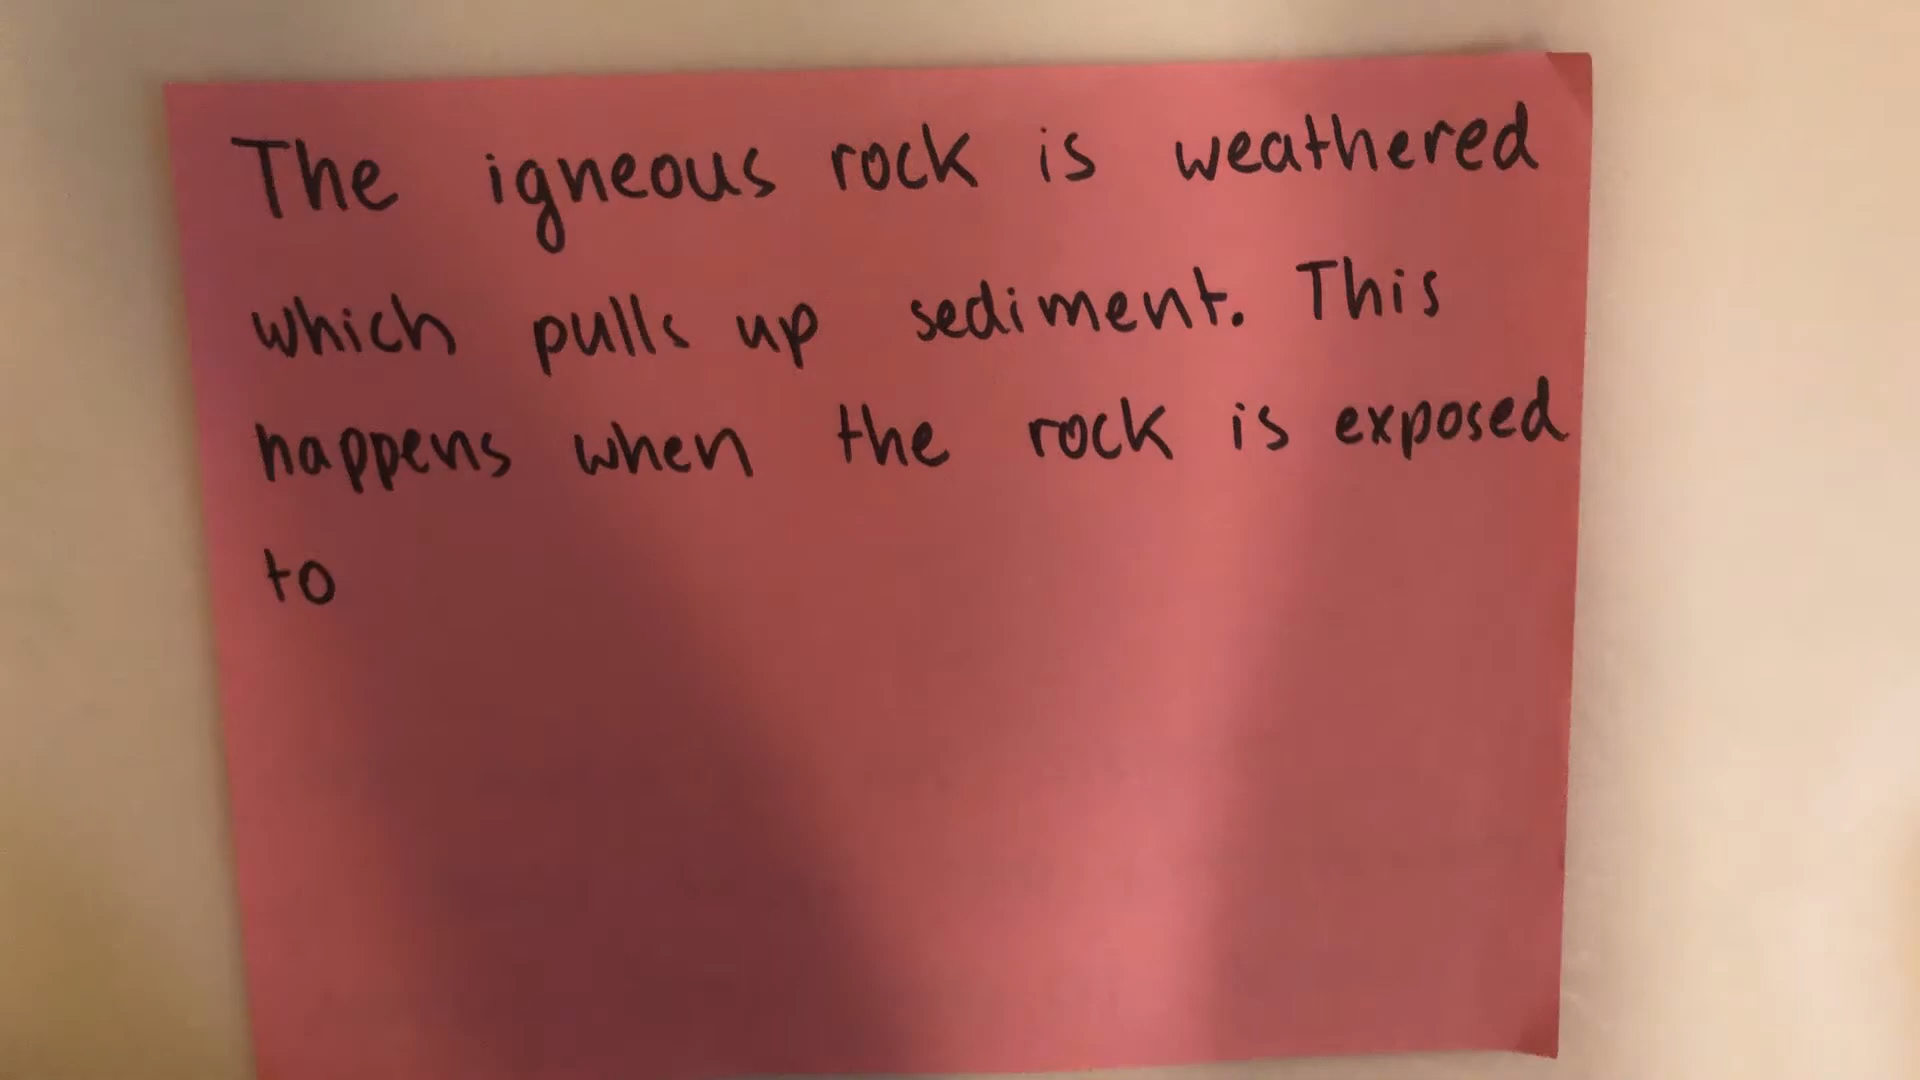 The igneous rock is weathered
which pulls up sediment. This
happens when the rock is exposed
to